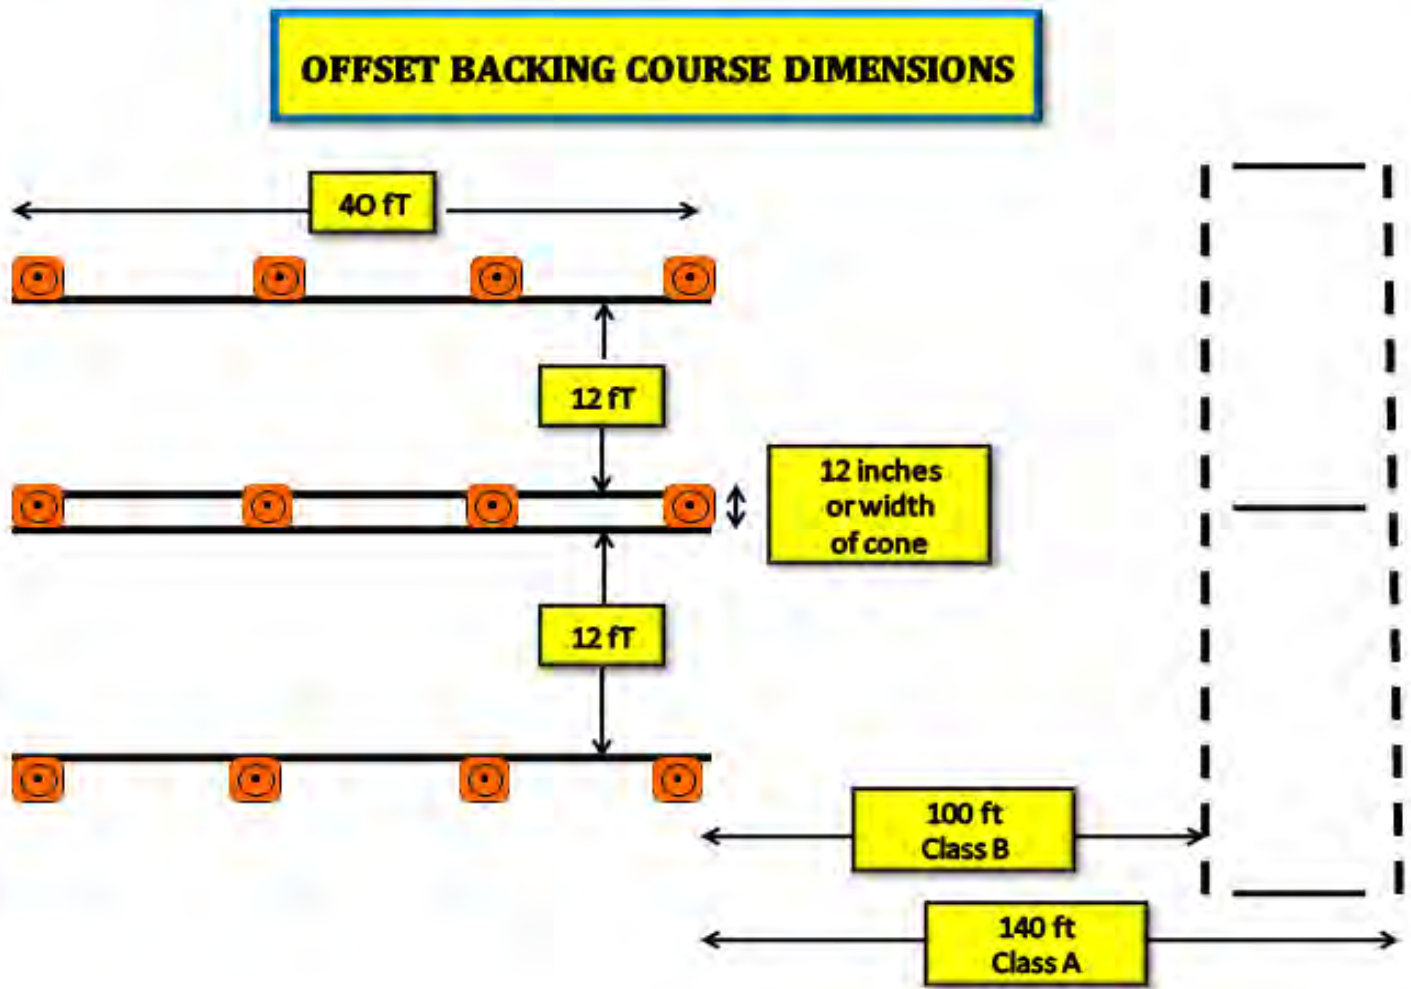 OFFSET BACKING COURSE DIMENSIONS
40 fT
12 fT
12 inches
or width
of cone
12 fT
100 ft
Class B
140 ft
Class A